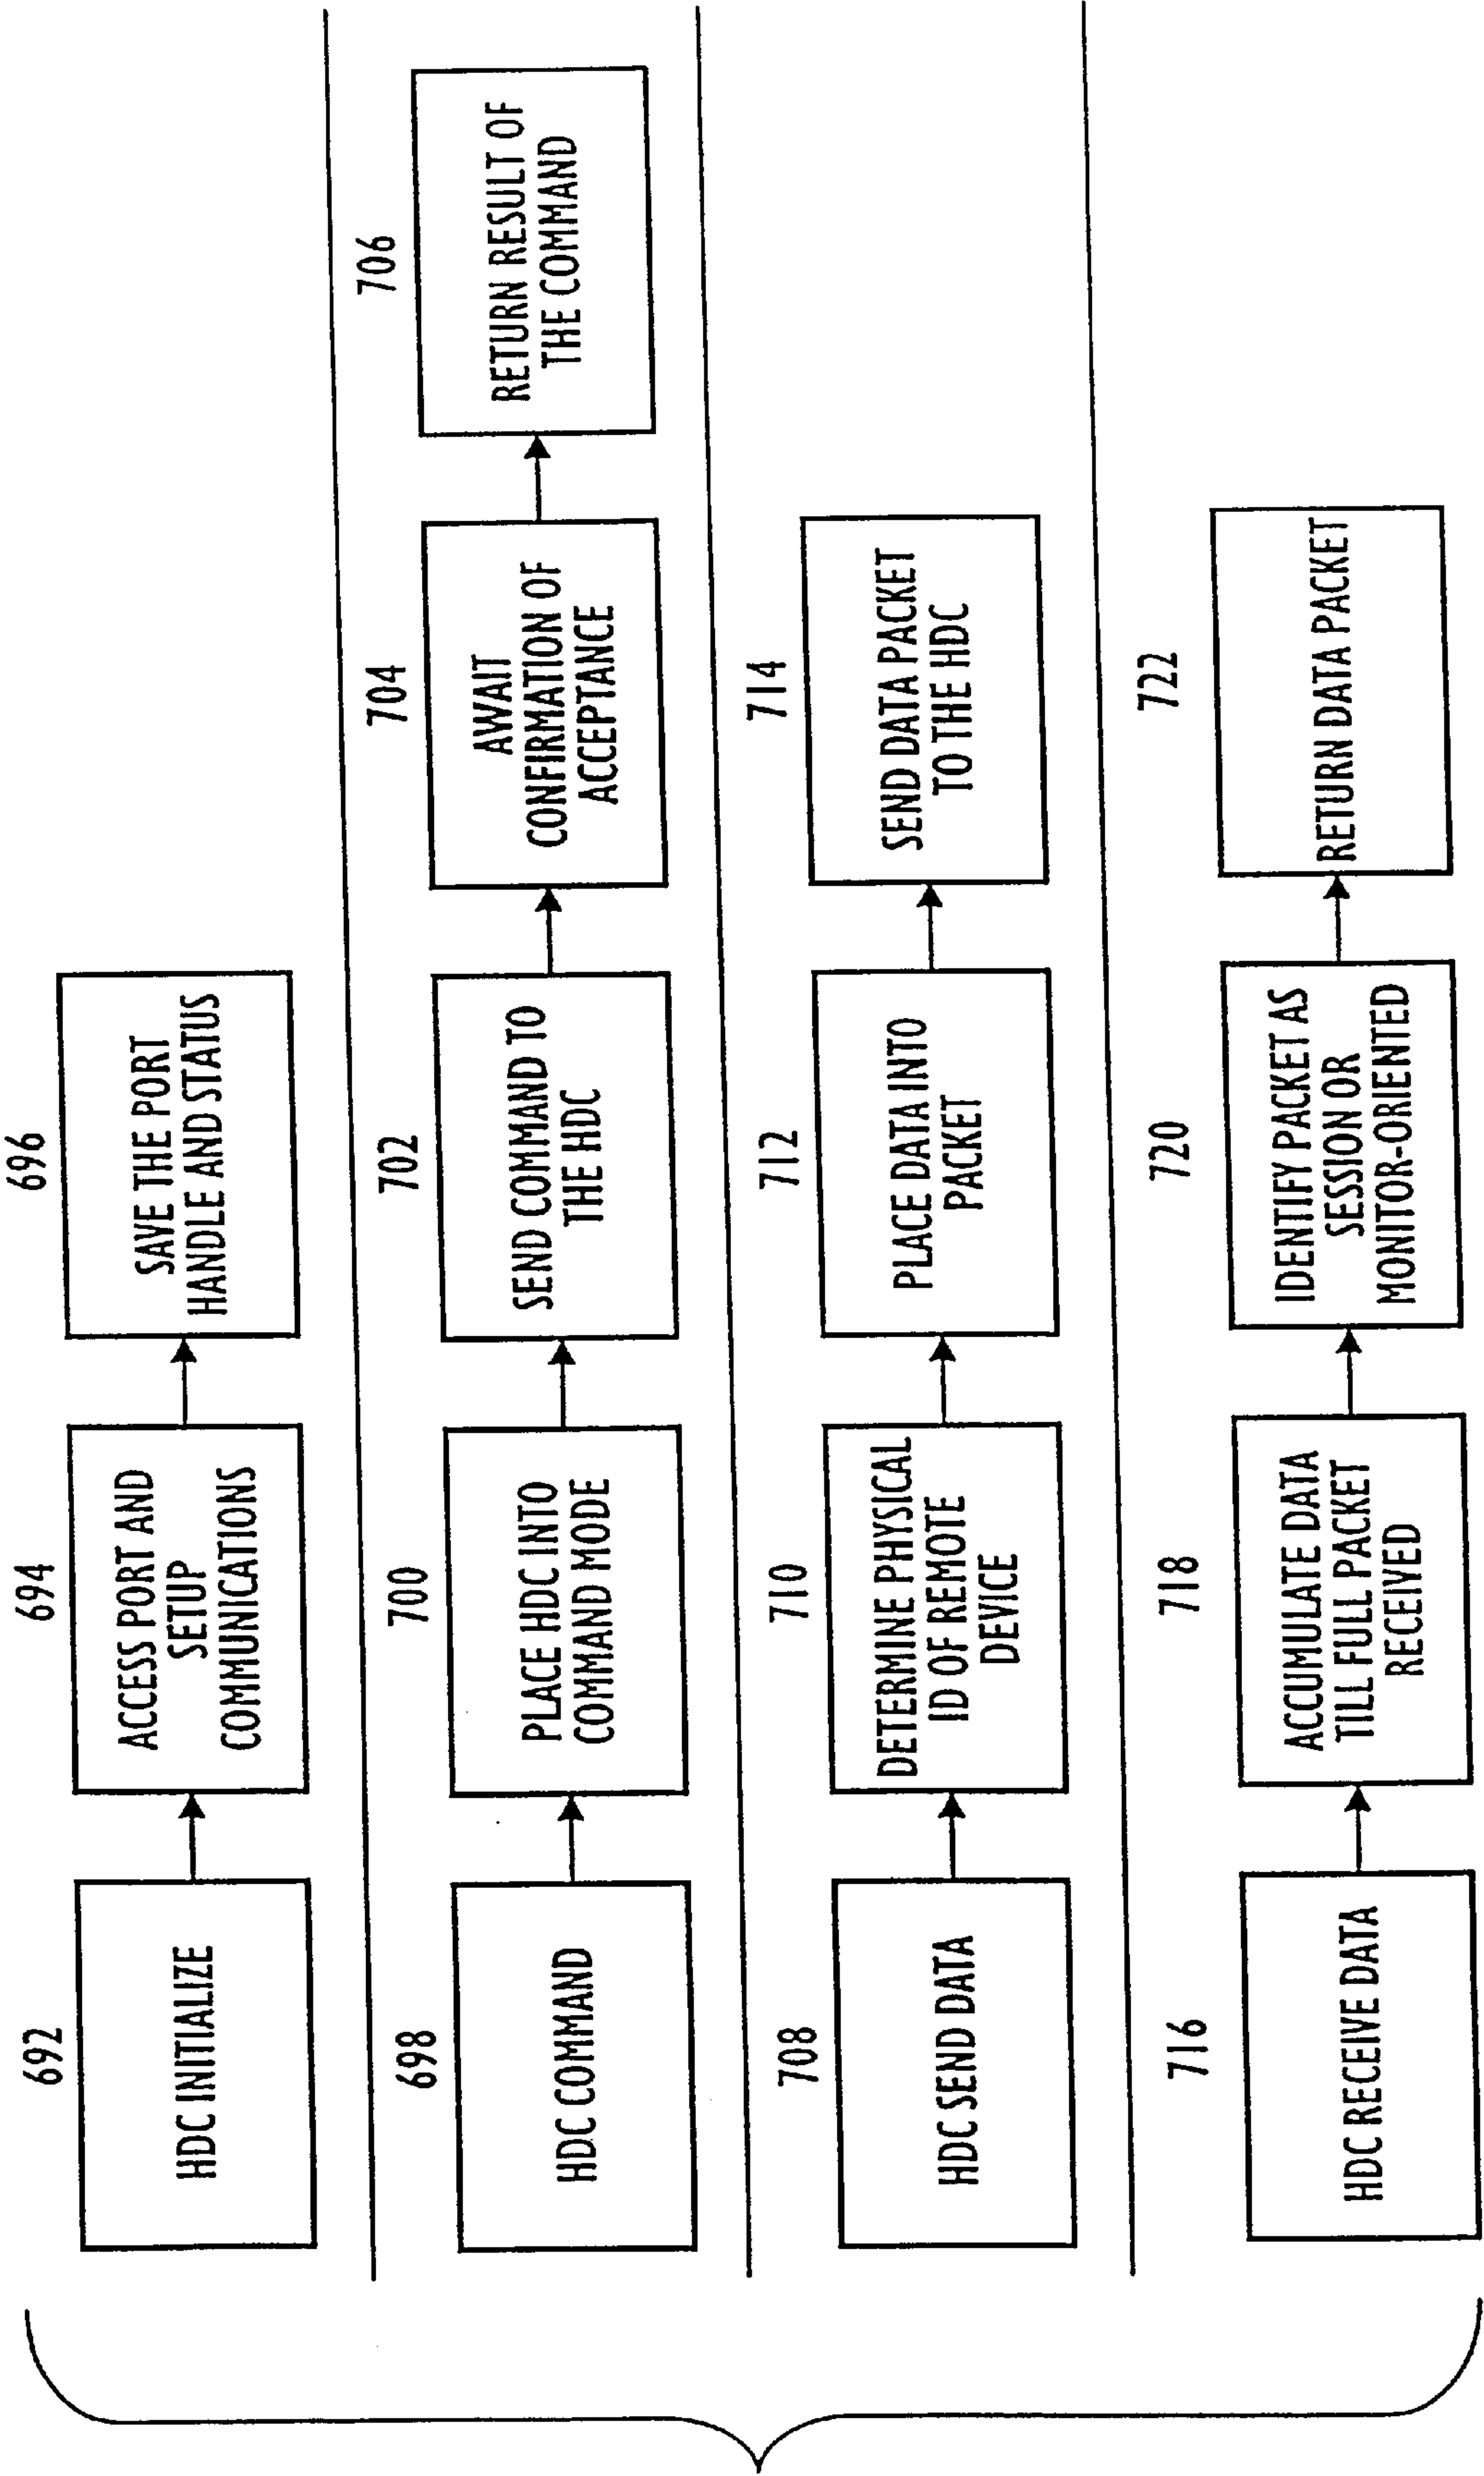 692
HDC INITIALIZE
694
ACCESS PORT AND
SETUP
COMMUNICATIONS
696
SAVE THE PORT
HANDLE AND STATUS
698
HDC COMMAND
700
PLACE HDC INTO
COMMAND MODE
702
SEND COMMAND TO
THE HDC
704
AWAIT
CONFIRMATION OF
ACCEPTANCE
706
RETURN RESULT OF
THE COMMAND
708
HDC SEND DATA
710
DETERMINE PHYSICAL
ID OF REMOTE
DEVICE
712
PLACE DATA INTO
PACKET
714
SEND DATA PACKET
TO THE HDC
716
HDC RECEIVE DATA
718
ACCUMULATE DATA
TILL FULL PACKET
RECEIVED
720
IDENTIFY PACKET AS
SESSION OR
MONITOR-ORIENTED
722
RETURN DATA PACKET